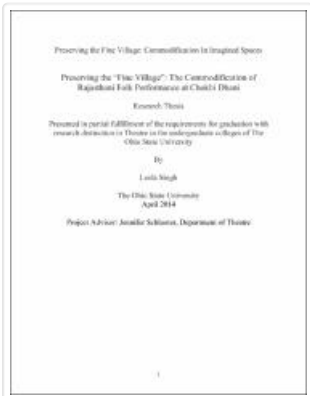 Preserving the Fine Village: Commodification in Imagined Spaces
Preserving the "Fine Village": The Commodification of
Rajasthani Folk Performance at Chokhi Dhani
Research Thesis
Presented in partial fulfillment of the requirements for graduation with
research distinction in Theatre in the undergraduate colleges of The
Ohio State University
By
Leela Singh
The Ohio State University
April 2014
Project Advisor: Jennifer Schlueter, Department of Theatre
1